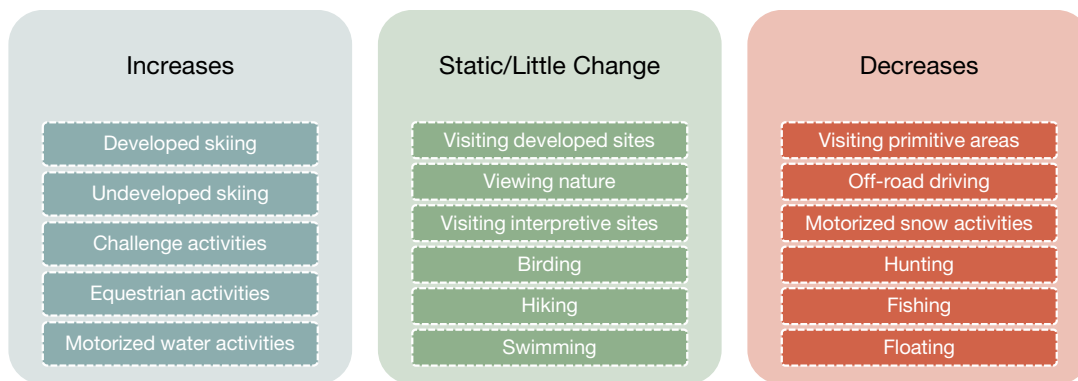 Increases
Developed skiing
Undeveloped skiing
Challenge activities
Equestrian activities
Motorized water activities
Static/Little Change
Visiting developed sites
Viewing nature
Visiting interpretive sites
Birding
Hiking
Swimming
Decreases
Visiting primitive areas
Off-road driving
Motorized snow activities
Hunting
Fishing
Floating